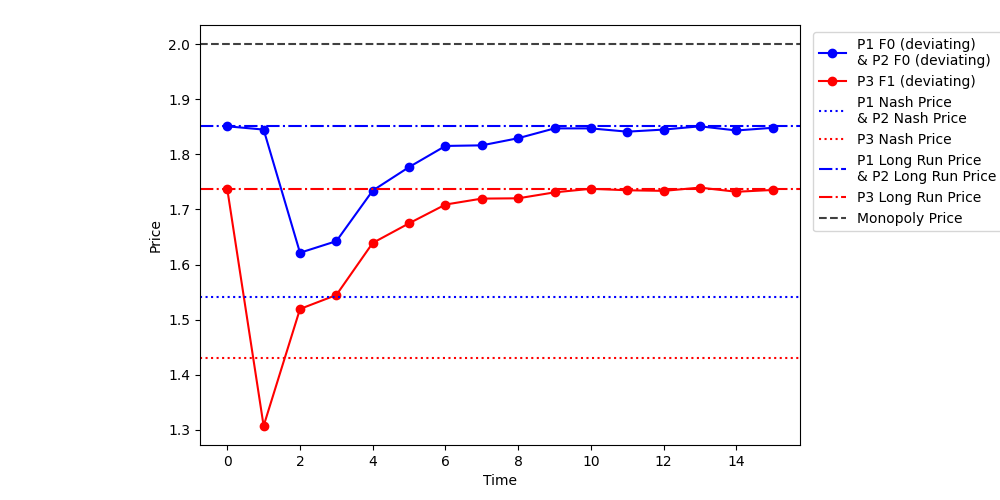 2.0
1.9
1.8
1.7
1.6
1.5
1.4
1.3
Price
0 2 4 6 8 10 12 14
Time
P1 F0 (deviating)
& P2 F0 (deviating)
P3 F1 (deviating)
P1 Nash Price
& P2 Nash Price
P3 Nash Price
P1 Long Run Price
& P2 Long Run Price
P3 Long Run Price
Monopoly Price